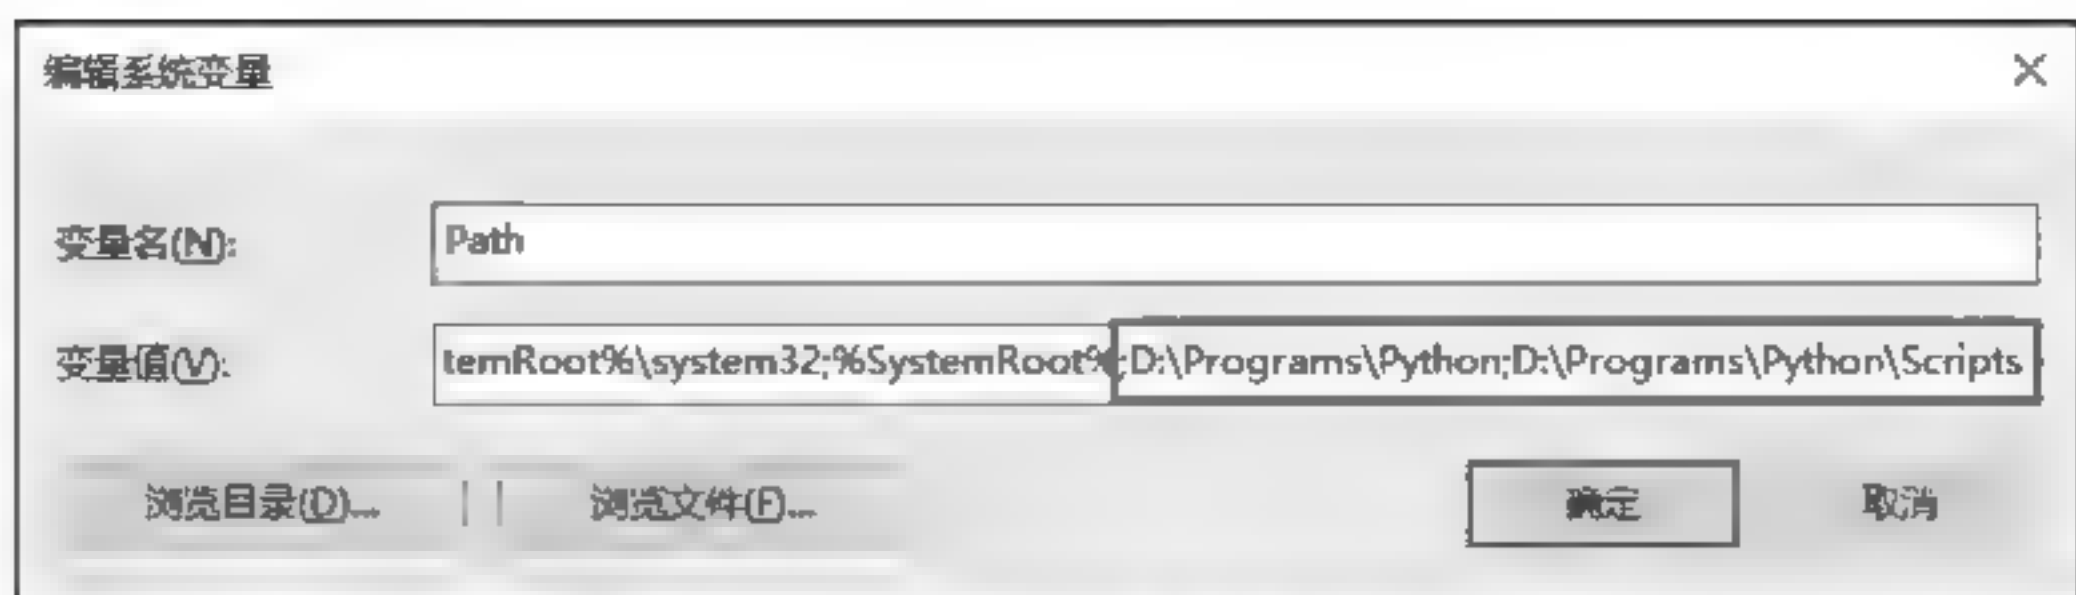 编辑系统变量
变量名(N): Path
变量值(V): temRoot%\system32;%SystemRoot%;D:\Programs\Python;D:\Programs\Python\Scripts
浏览目录(D)... 浏览文件(F)... 确定 取消